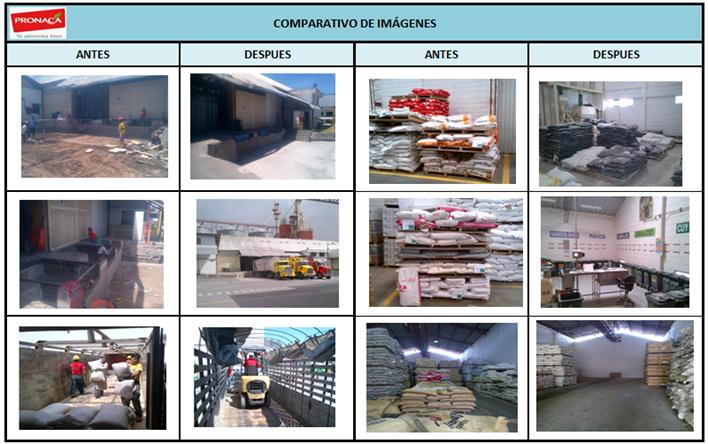 PRONACA
Te alimenta bien
COMPARATIVO DE IMÁGENES
ANTES
DESPUES
ANTES
DESPUES
PAVOS
CUY